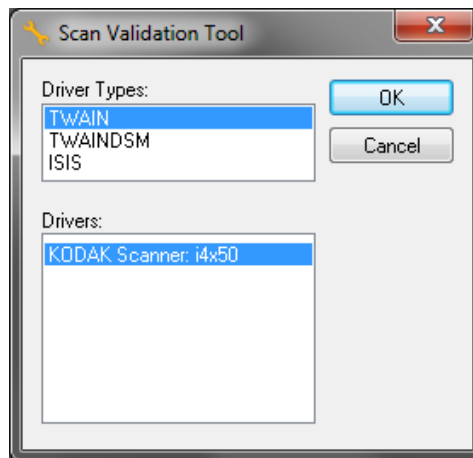 Scan Validation Tool
Driver Types:
TWAIN
TWAINDSM
ISIS
OK
Cancel
Drivers:
KODAK Scanner: i4x50